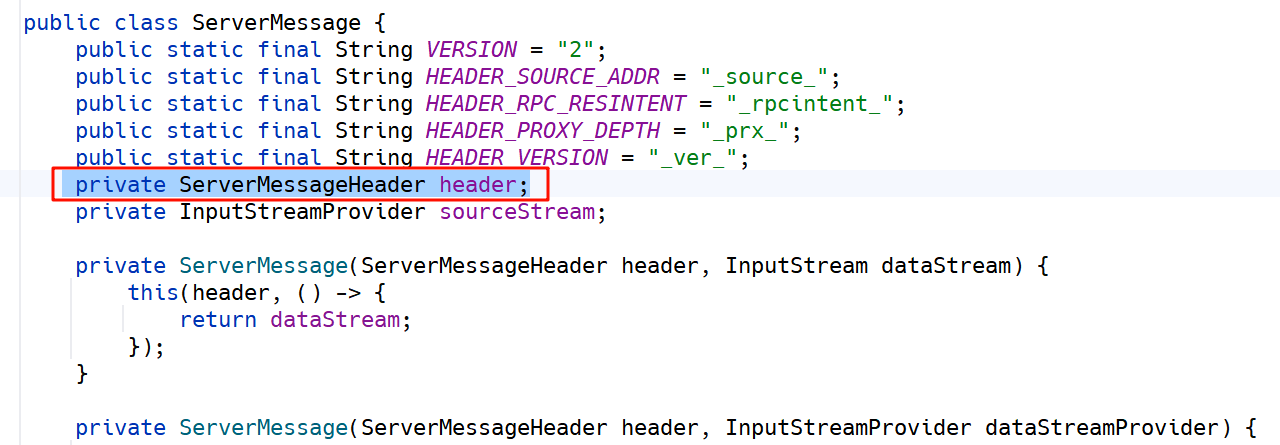 public class ServerMessage {
public static final String VERSION = "2";
public static final String HEADER_SOURCE_ADDR = "_source_";
public static final String HEADER_RPC_RESINTENT = "_rpcintent_";
public static final String HEADER_PROXY_DEPTH = "_prx_";
public static final String HEADER_VERSION = "_ver_";
private ServerMessageHeader header;
private InputStreamProvider sourceStream;
private ServerMessage(ServerMessageHeader header, InputStream dataStream) {
this(header, () -> {
return dataStream;
});
}
private ServerMessage(ServerMessageHeader header, InputStreamProvider dataStreamProvider) {